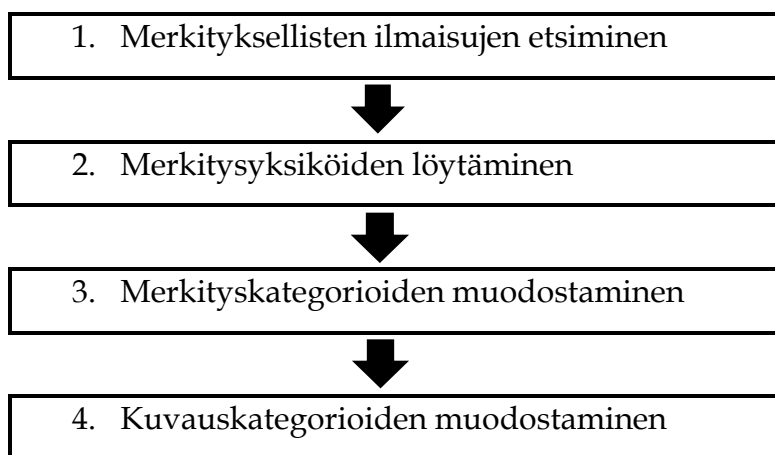 1. Merkityksellisten ilmaisujen etsiminen
2. Merkitysyksiköiden löytäminen
3. Merkityskategorioiden muodostaminen
4. Kuvauskategorioiden muodostaminen